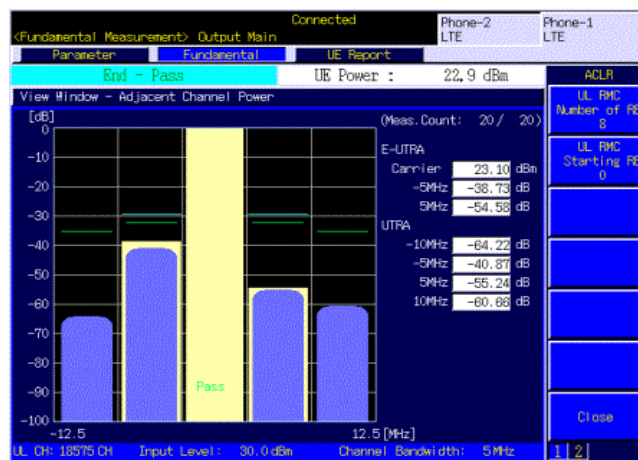 Connected
Phone-2
LTE
Phone-1
LTE
<Fundamental Measurement> Output Main
Parameter
Fundamental
UE Report
End - Pass
UE Power :
22.9 dBm
ACLR
View Window - Adjacent Channel Power
UL RMC
Number of RB
8
UL RMC
Starting RB
0
[dB]
(Meas.Count: 20/ 20)
0
-10
-20
-30
-40
-50
-60
-70
-80
-90
-100
E-UTRA
Carrier 23.10 dBm
-5MHz -38.73 dB
5MHz -54.58 dB
UTRA
-10MHz -64.22 dB
-5MHz -40.87 dB
5MHz -55.24 dB
10MHz -60.66 dB
Pass
-12.5
12.5[MHz]
Close
UL CH: 18575CH Input Level: 30.0dBm Channel Bandwidth: 5MHz
1 2